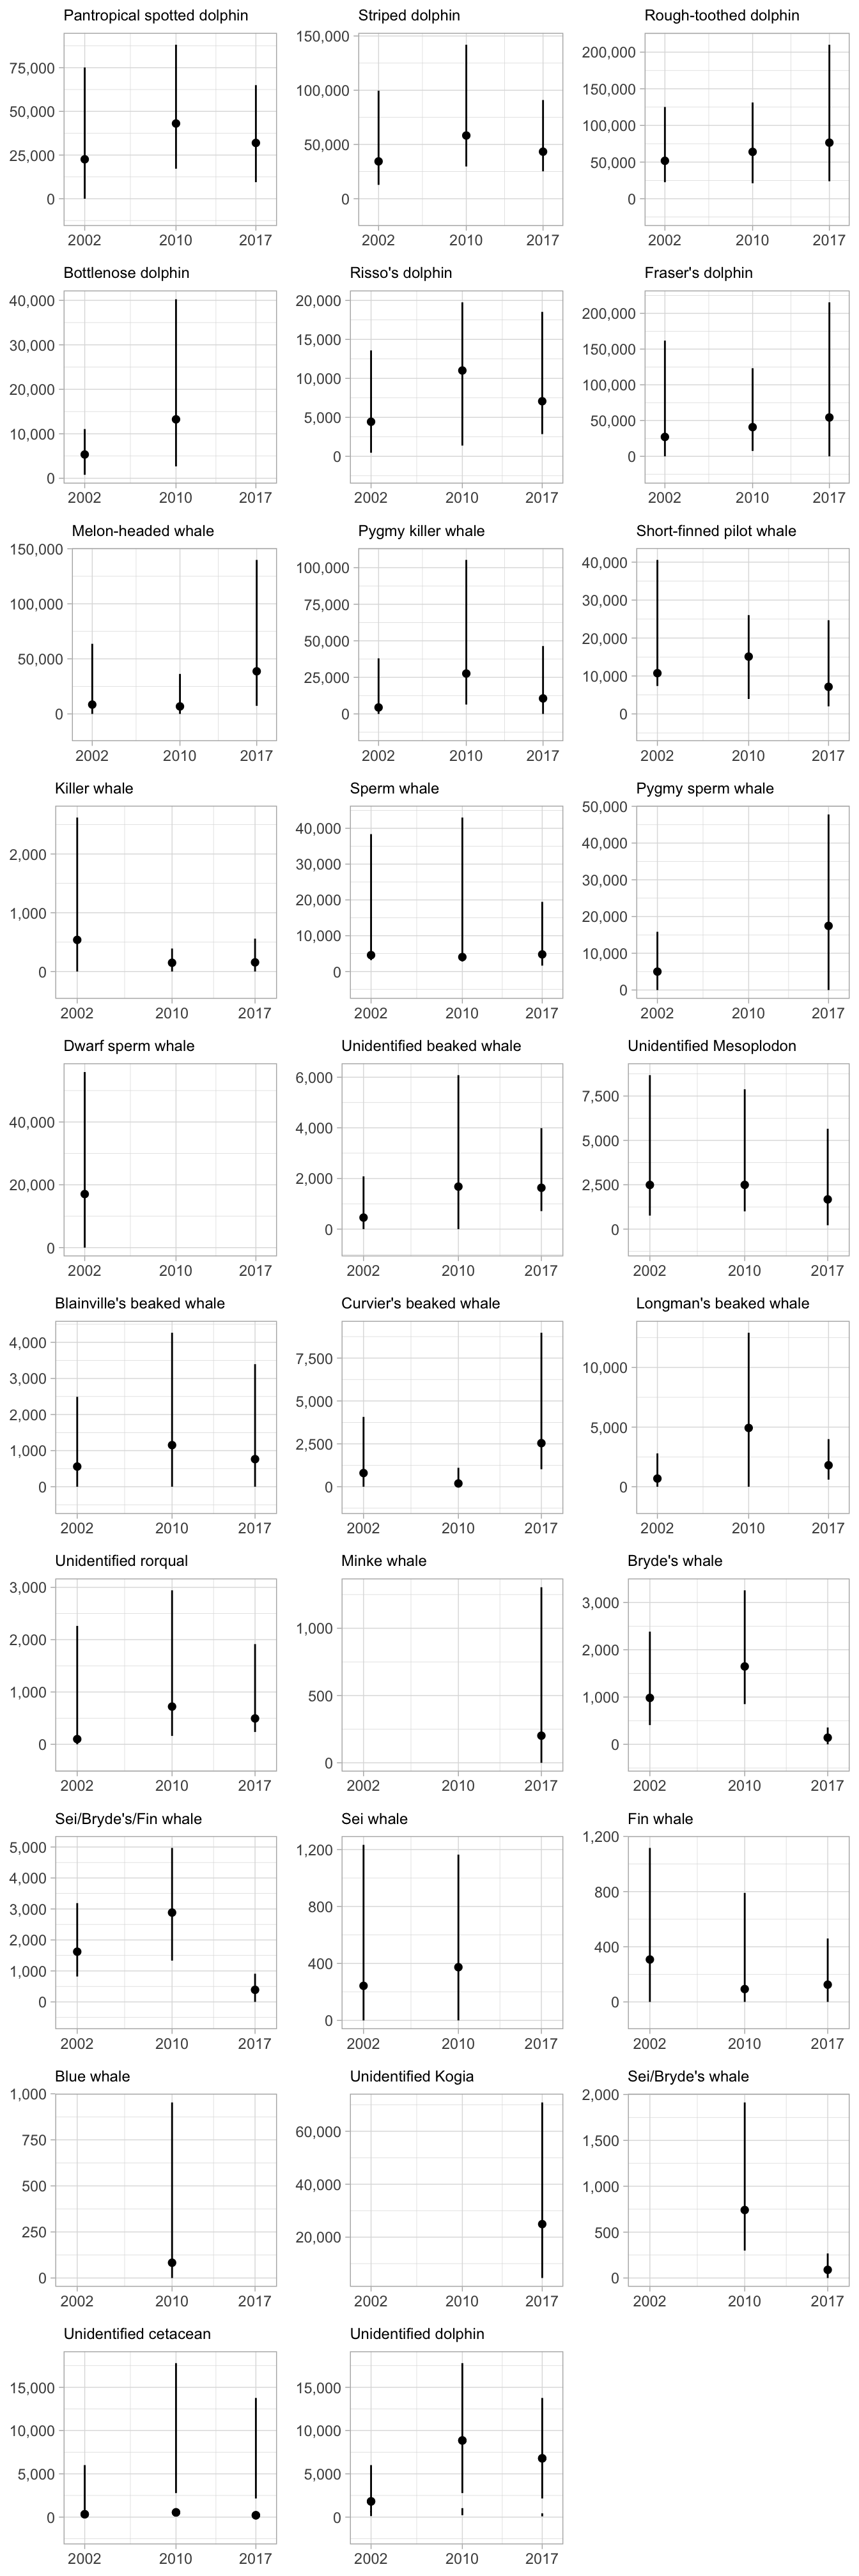 Pantropical spotted dolphin
75,000
50,000
25,000
0
2002 2010 2017
Striped dolphin
150,000
100,000
50,000
0
2002 2010 2017
Rough-toothed dolphin
200,000
150,000
100,000
50,000
0
2002 2010 2017
Bottlenose dolphin
40,000
30,000
20,000
10,000
0
2002 2010 2017
Risso's dolphin
20,000
15,000
10,000
5,000
0
2002 2010 2017
Fraser's dolphin
200,000
150,000
100,000
50,000
0
2002 2010 2017
Melon-headed whale
150,000
100,000
50,000
0
2002 2010 2017
Pygmy killer whale
100,000
75,000
50,000
25,000
0
2002 2010 2017
Short-finned pilot whale
40,000
30,000
20,000
10,000
0
2002 2010 2017
Killer whale
2,000
1,000
0
2002 2010 2017
Sperm whale
40,000
30,000
20,000
10,000
0
2002 2010 2017
Pygmy sperm whale
50,000
40,000
30,000
20,000
10,000
0
2002 2010 2017
Dwarf sperm whale
40,000
20,000
0
2002 2010 2017
Unidentified beaked whale
6,000
4,000
2,000
0
2002 2010 2017
Unidentified Mesoplodon
7,500
5,000
2,500
0
2002 2010 2017
Blainville's beaked whale
4,000
3,000
2,000
1,000
0
2002 2010 2017
Curvier's beaked whale
7,500
5,000
2,500
0
2002 2010 2017
Longman's beaked whale
10,000
5,000
0
2002 2010 2017
Unidentified rorqual
3,000
2,000
1,000
0
2002 2010 2017
Minke whale
1,000
500
0
2002 2010 2017
Bryde's whale
3,000
2,000
1,000
0
2002 2010 2017
Sei/Bryde's/Fin whale
5,000
4,000
3,000
2,000
1,000
0
2002 2010 2017
Sei whale
1,200
800
400
0
2002 2010 2017
Fin whale
1,200
800
400
0
2002 2010 2017
Blue whale
1,000
750
500
250
0
2002 2010 2017
Unidentified Kogia
60,000
40,000
20,000
2002 2010 2017
Sei/Bryde's whale
2,000
1,500
1,000
500
0
2002 2010 2017
Unidentified cetacean
15,000
10,000
5,000
0
2002 2010 2017
Unidentified dolphin
15,000
10,000
5,000
0
2002 2010 2017